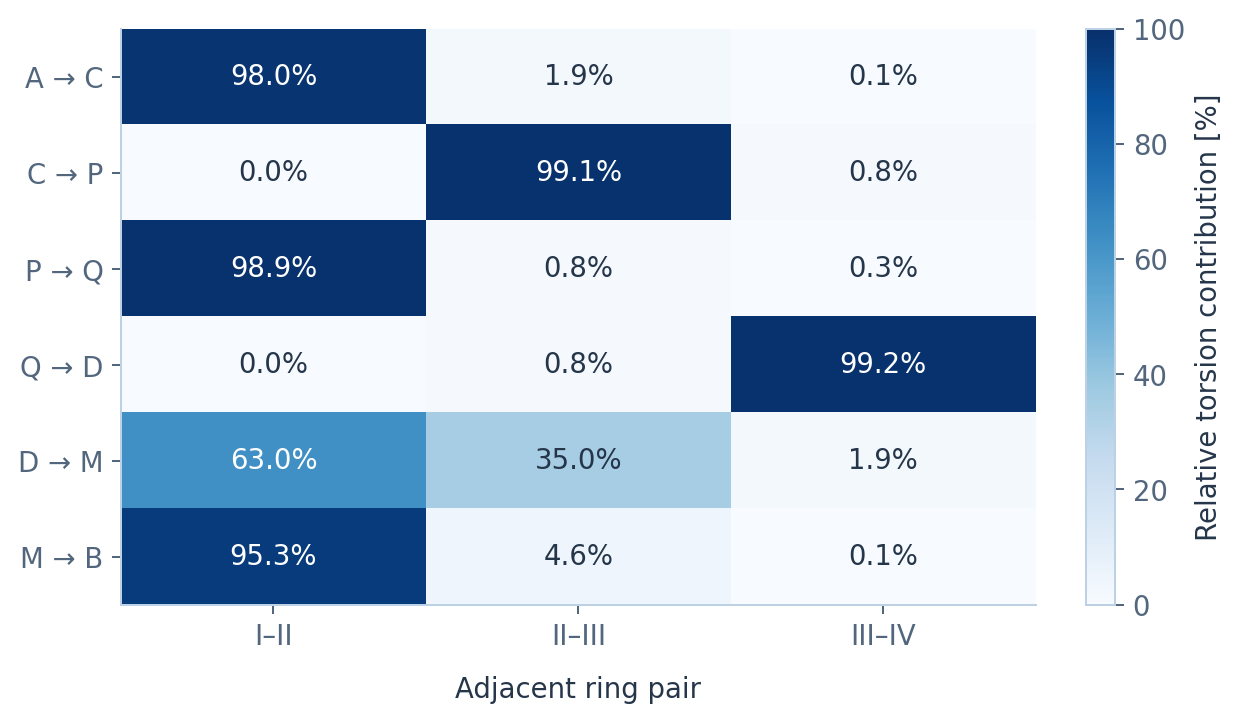 A → C 98.0% 1.9% 0.1%
C → P 0.0% 99.1% 0.8%
P → Q 98.9% 0.8% 0.3%
Q → D 0.0% 0.8% 99.2%
D → M 63.0% 35.0% 1.9%
M → B 95.3% 4.6% 0.1%
I–II II–III III–IV
Adjacent ring pair
100
80
60
40
20
0
Relative torsion contribution [%]